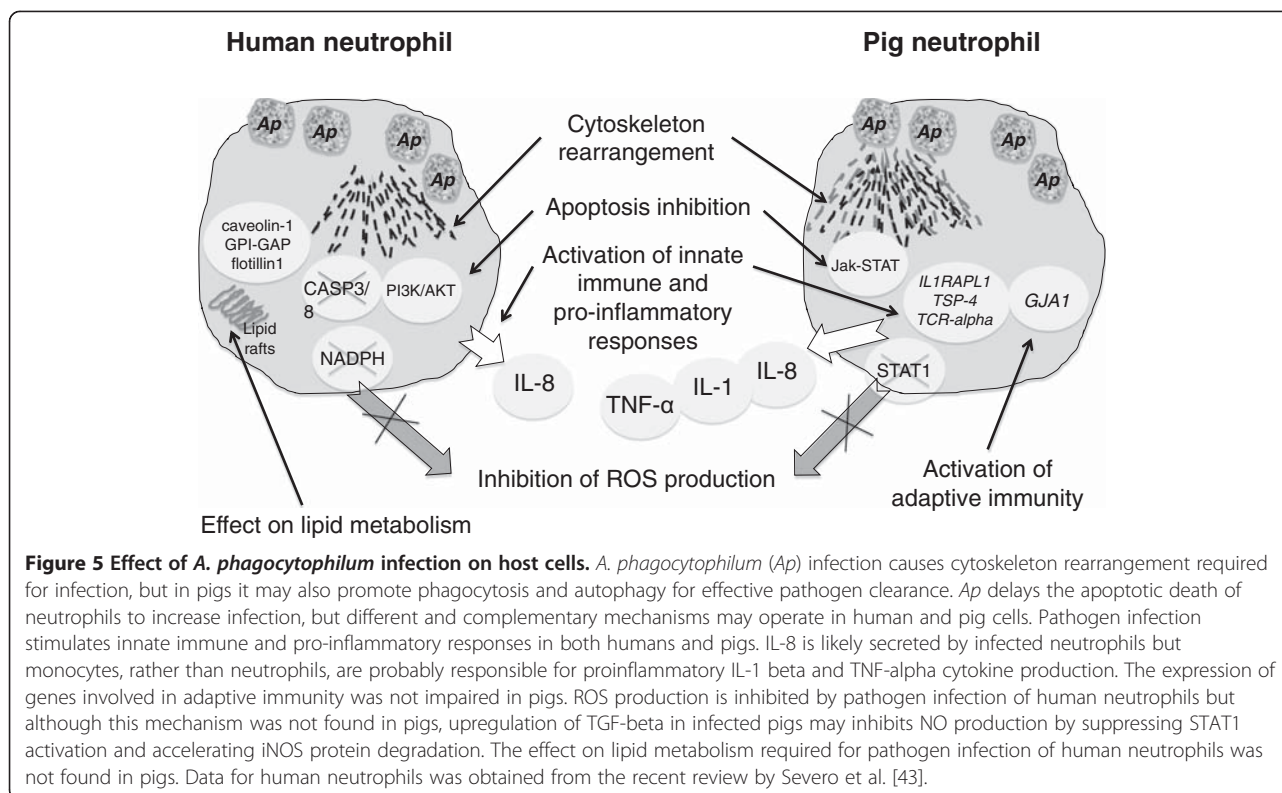 Human neutrophil
Pig neutrophil
Ap
Ap
Ap
Ap
Ap
Ap
Ap
Ap
Cytoskeleton
rearrangement
Apoptosis inhibition
Activation of innate
immune and
pro-inflammatory
responses
caveolin-1
GPI-GAP
flotillin1
CASP3/
8
PI3K/AKT
Lipid
rafts
NADPH
Jak-STAT
IL1RAPL1
TSP-4
TCR-alpha
GJA1
STAT1
IL-8
TNF-α
IL-1
IL-8
Inhibition of ROS production
Activation of
adaptive immunity
Effect on lipid metabolism
Figure 5 Effect of A. phagocytophilum infection on host cells. A. phagocytophilum (Ap) infection causes cytoskeleton rearrangement required
for infection, but in pigs it may also promote phagocytosis and autophagy for effective pathogen clearance. Ap delays the apoptotic death of
neutrophils to increase infection, but different and complementary mechanisms may operate in human and pig cells. Pathogen infection
stimulates innate immune and pro-inflammatory responses in both humans and pigs. IL-8 is likely secreted by infected neutrophils but
monocytes, rather than neutrophils, are probably responsible for proinflammatory IL-1 beta and TNF-alpha cytokine production. The expression of
genes involved in adaptive immunity was not impaired in pigs. ROS production is inhibited by pathogen infection of human neutrophils but
although this mechanism was not found in pigs, upregulation of TGF-beta in infected pigs may inhibits NO production by suppressing STAT1
activation and accelerating iNOS protein degradation. The effect on lipid metabolism required for pathogen infection of human neutrophils was
not found in pigs. Data for human neutrophils was obtained from the recent review by Severo et al. [43].